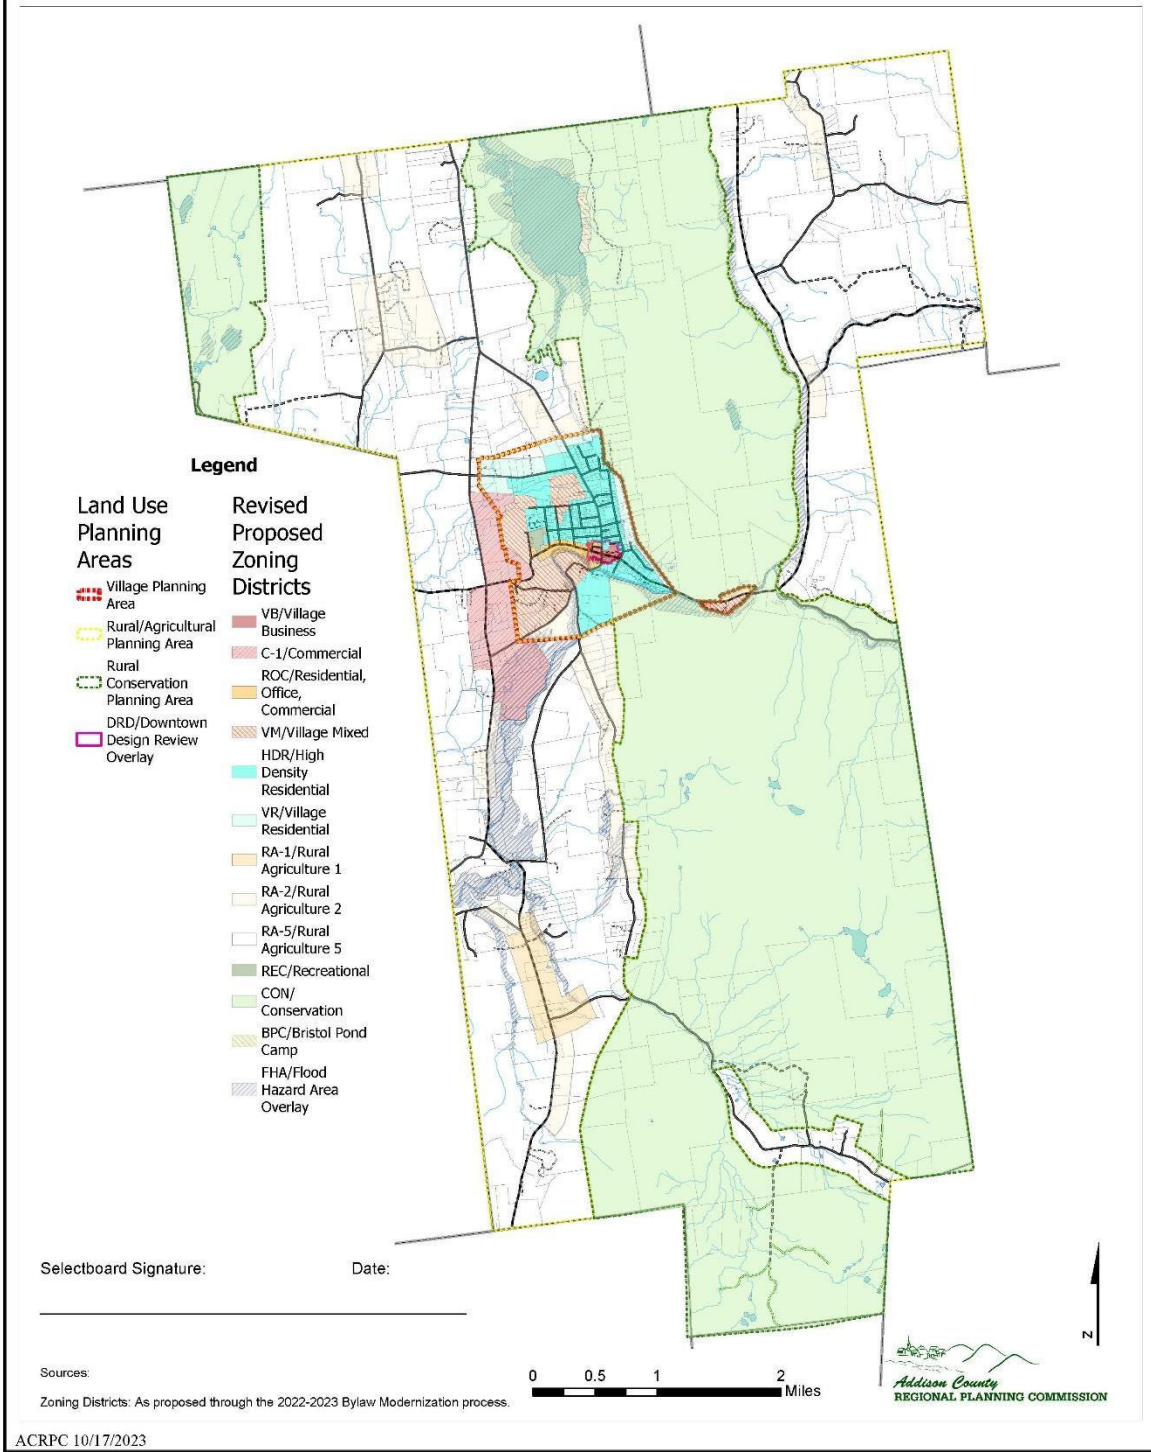 Legend
Land Use
Planning
Areas
Village Planning
Area
Rural/Agricultural
Planning Area
Rural
Conservation
Planning Area
DRD/Downtown
Design Review
Overlay
Revised
Proposed
Zoning
Districts
VB/Village
Business
C-1/Commercial
ROC/Residential,
Office,
Commercial
VM/Village Mixed
HDR/High
Density
Residential
VR/Village
Residential
RA-1/Rural
Agriculture 1
RA-2/Rural
Agriculture 2
RA-5/Rural
Agriculture 5
REC/Recreational
CON/
Conservation
BPC/Bristol Pond
Camp
FHA/Flood
Hazard Area
Overlay
Selectboard Signature: Date:
Sources:
Zoning Districts: As proposed through the 2022-2023 Bylaw Modernization process.
0 0.5 1 2
Miles
N
Addison County
REGIONAL PLANNING COMMISSION
ACRPC 10/17/2023